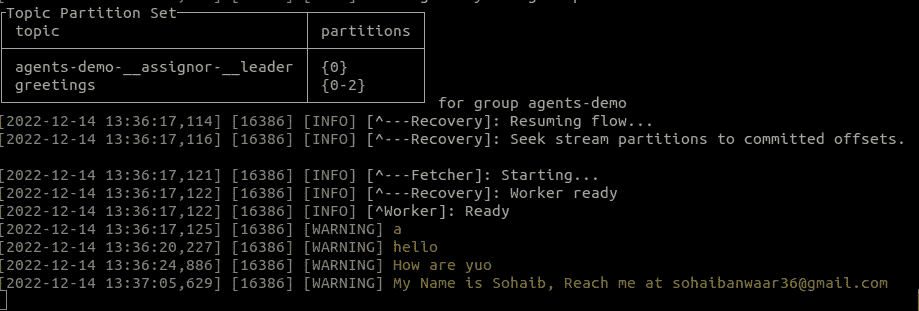 Topic Partition Set
topic partitions
agents-demo-__assignor-__leader {0}
greetings {0-2}
for group agents-demo
[2022-12-14 13:36:17,114] [16386] [INFO] [^---Recovery]: Resuming flow...
[2022-12-14 13:36:17,116] [16386] [INFO] [^---Recovery]: Seek stream partitions to committed offsets.
[2022-12-14 13:36:17,121] [16386] [INFO] [^---Fetcher]: Starting...
[2022-12-14 13:36:17,122] [16386] [INFO] [^---Recovery]: Worker ready
[2022-12-14 13:36:17,122] [16386] [INFO] [^Worker]: Ready
[2022-12-14 13:36:17,125] [16386] [WARNING] a
[2022-12-14 13:36:20,227] [16386] [WARNING] hello
[2022-12-14 13:36:24,886] [16386] [WARNING] How are yuo
[2022-12-14 13:37:05,629] [16386] [WARNING] My Name is Sohaib, Reach me at sohaibanwaar36@gmail.com